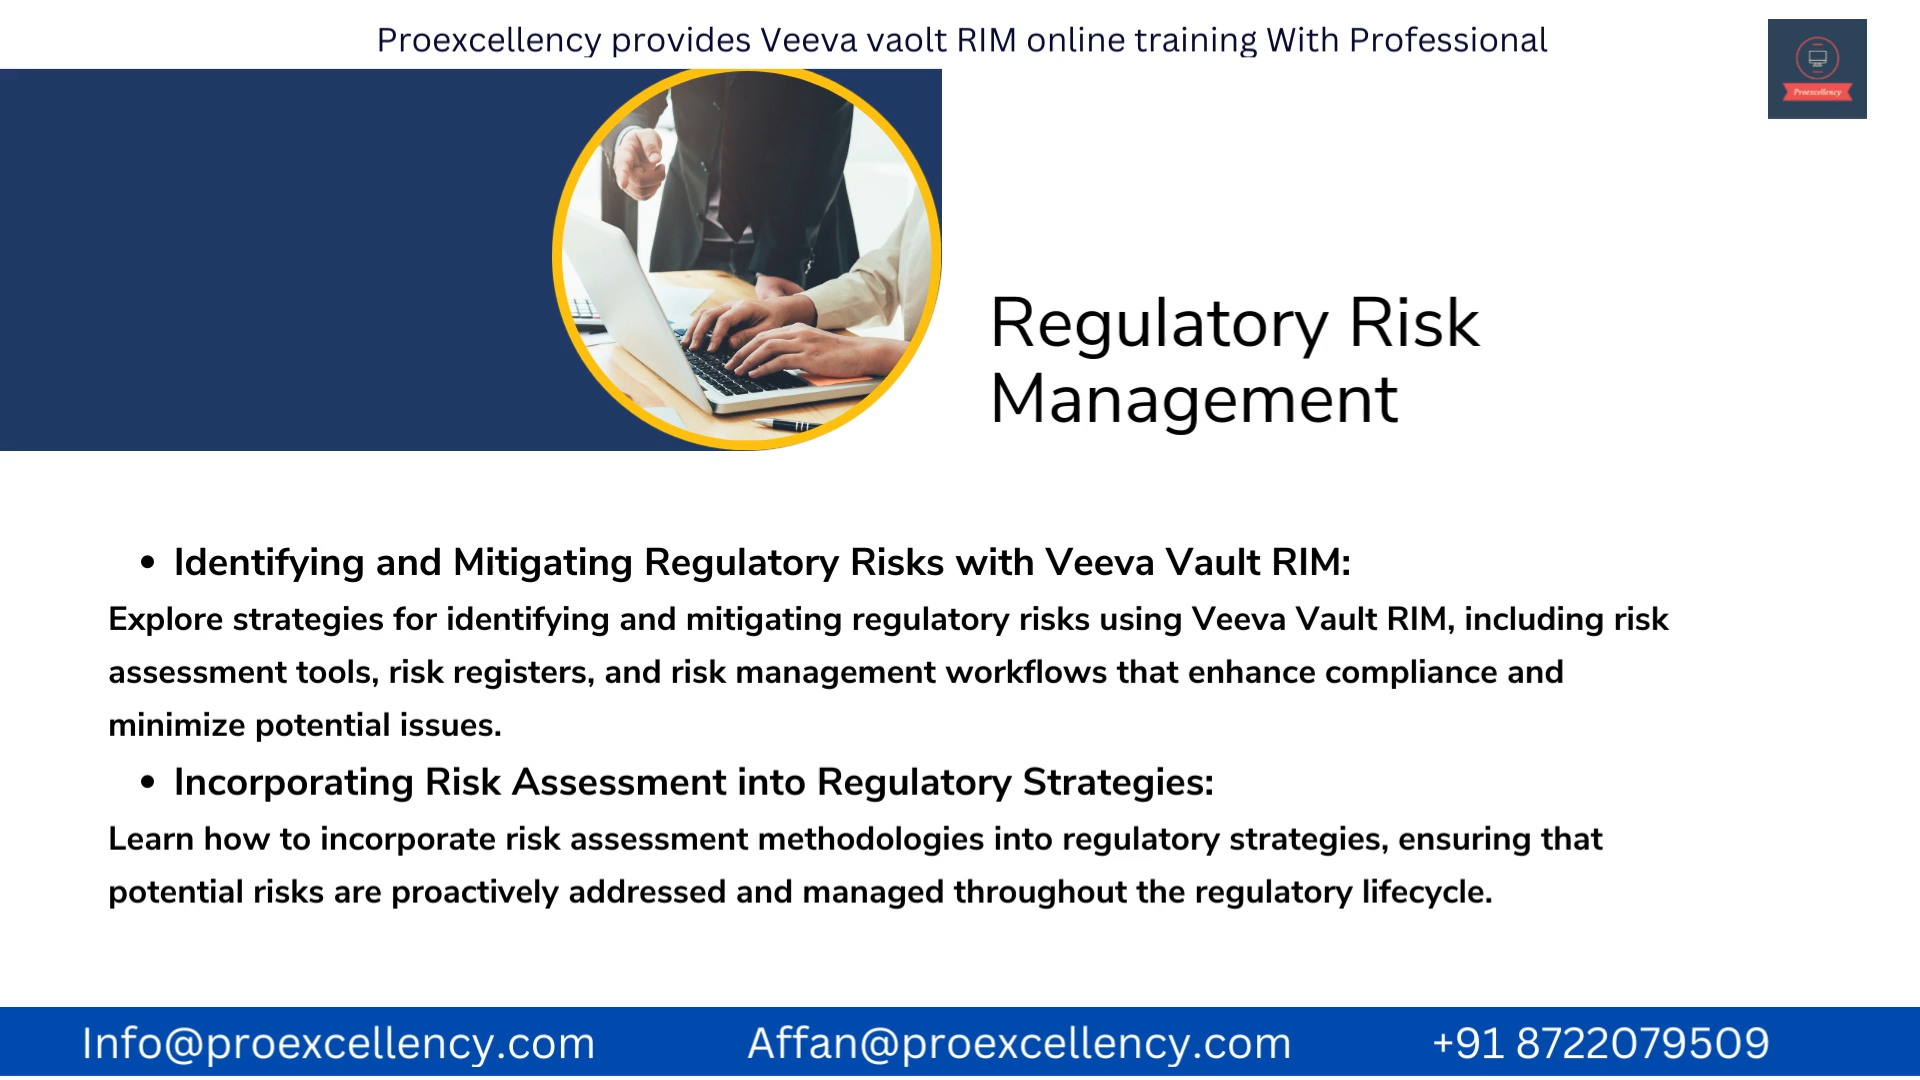 Proexcellency provides Veeva vaolt RIM online training With Professional
Proexcellency
Regulatory Risk
Management
• Identifying and Mitigating Regulatory Risks with Veeva Vault RIM:
Explore strategies for identifying and mitigating regulatory risks using Veeva Vault RIM, including risk
assessment tools, risk registers, and risk management workflows that enhance compliance and
minimize potential issues.
• Incorporating Risk Assessment into Regulatory Strategies:
Learn how to incorporate risk assessment methodologies into regulatory strategies, ensuring that
potential risks are proactively addressed and managed throughout the regulatory lifecycle.
Info@proexcellency.com
Affan@proexcellency.com
+91 8722079509